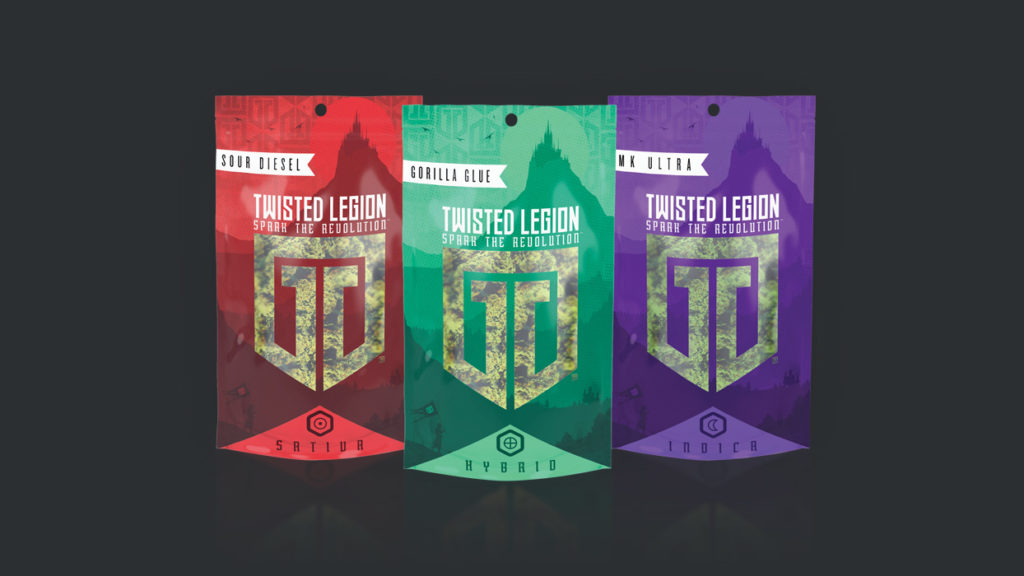 SOUR DIESEL
TWISTED LEGION
SPARK THE REVOLUTION
SATIVA
GORILLA GLUE
TWISTED LEGION
SPARK THE REVOLUTION
HYBRID
MK ULTRA
TWISTED LEGION
SPARK THE REVOLUTION
INDICA